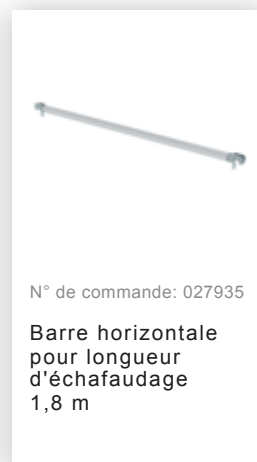 N° de commande: 027935
Barre horizontale
pour longueur
d'échafaudage
1,8 m